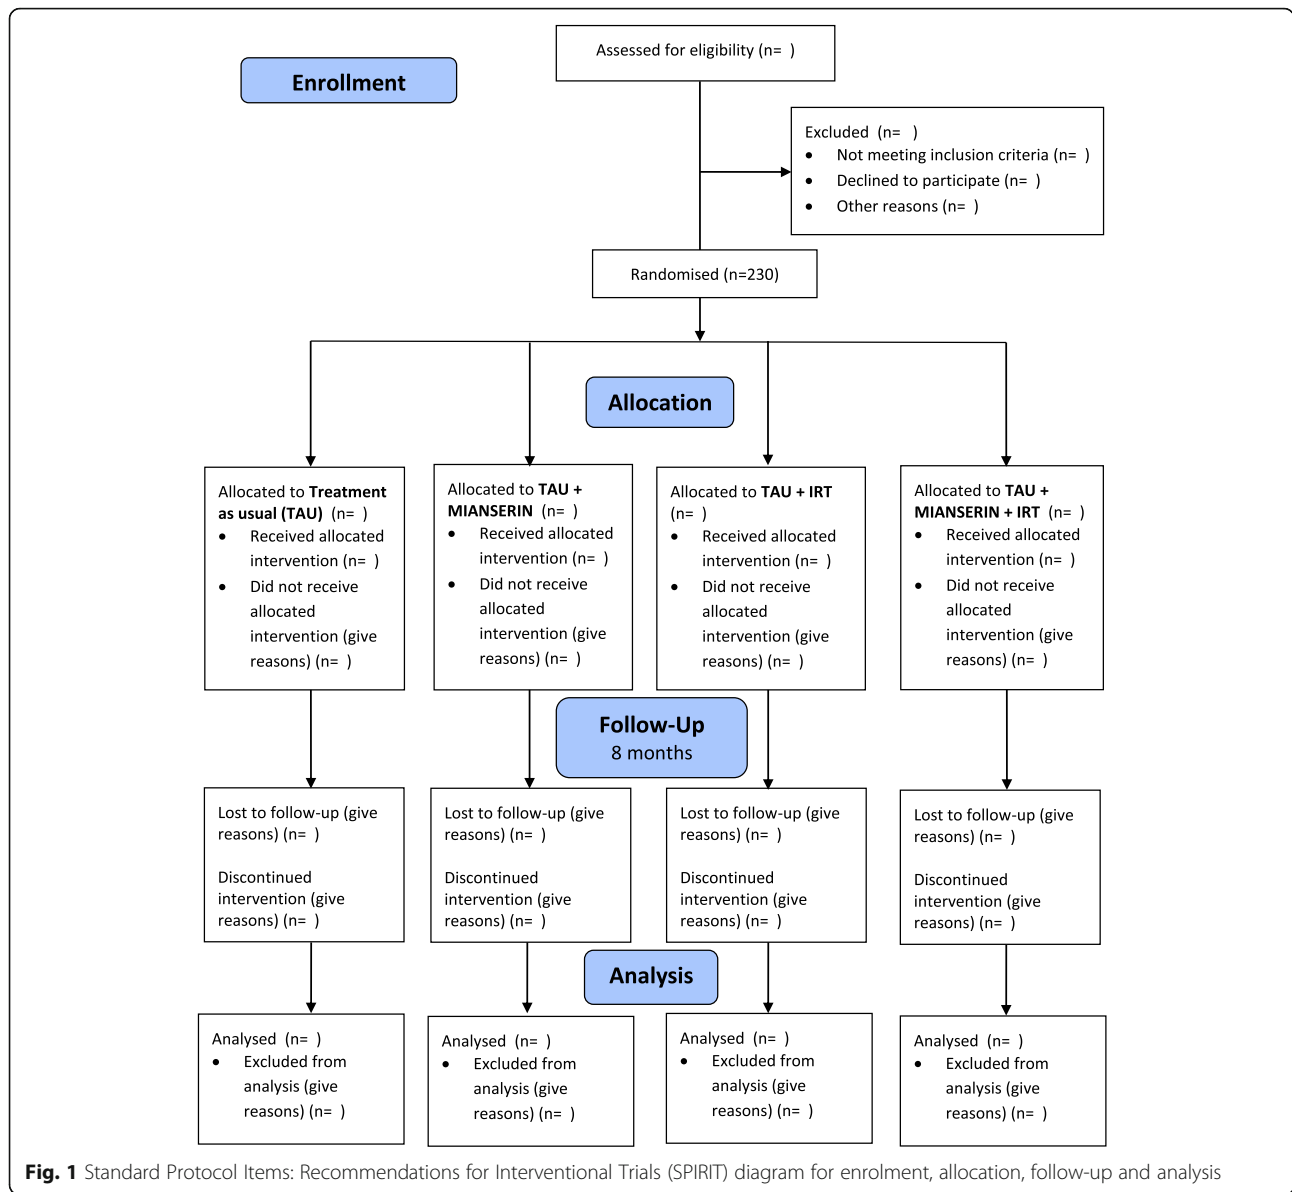 Assessed for eligibility (n=  )
Enrollment
Excluded  (n=   )
• Not meeting inclusion criteria (n=  )
• Declined to participate (n=  )
• Other reasons (n=  )
Randomised (n=230)
Allocation
Allocated to Treatment
as usual (TAU)  (n=  )
• Received allocated
intervention (n=  )
• Did not receive
allocated
intervention (give
reasons) (n=  )
Allocated to TAU +
MIANSERIN  (n=  )
• Received allocated
intervention (n=  )
• Did not receive
allocated
intervention (give
reasons) (n=  )
Allocated to TAU + IRT
(n=  )
• Received allocated
intervention (n=  )
• Did not receive
allocated
intervention (give
reasons) (n=  )
Allocated to TAU +
MIANSERIN + IRT  (n=  )
• Received allocated
intervention (n=  )
• Did not receive
allocated
intervention (give
reasons) (n=  )
Follow-Up
8 months
Lost to follow-up (give
reasons) (n=  )
Discontinued
intervention (give
reasons) (n=  )
Lost to follow-up (give
reasons) (n=  )
Discontinued
intervention (give
reasons) (n=  )
Lost to follow-up (give
reasons) (n=  )
Discontinued
intervention (give
reasons) (n=  )
Lost to follow-up (give
reasons) (n=  )
Discontinued
intervention (give
reasons) (n=  )
Analysis
Analysed  (n=  )
• Excluded from
analysis (give
reasons) (n=  )
Analysed  (n=  )
• Excluded from
analysis (give
reasons) (n=  )
Analysed  (n=  )
• Excluded from
analysis (give
reasons) (n=  )
Analysed  (n=  )
• Excluded from
analysis (give
reasons) (n=  )
Fig. 1 Standard Protocol Items: Recommendations for Interventional Trials (SPIRIT) diagram for enrolment, allocation, follow-up and analysis